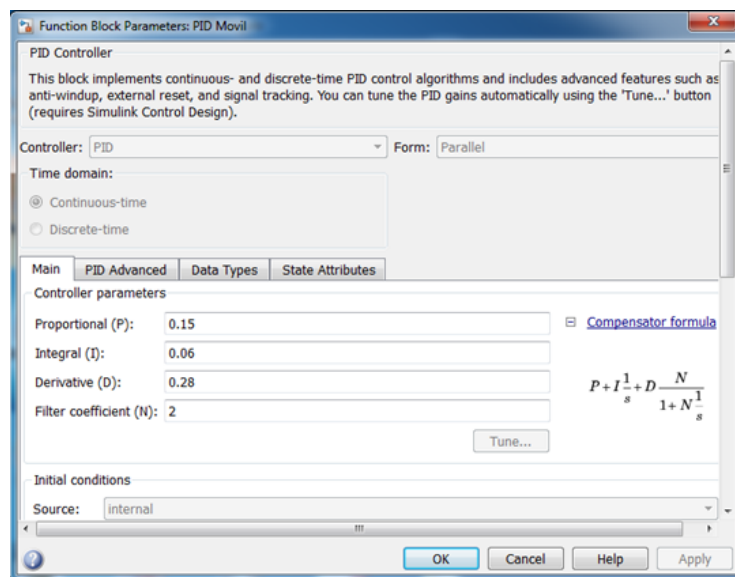 Function Block Parameters: PID Movil
PID Controller
This block implements continuous- and discrete-time PID control algorithms and includes advanced features such as
anti-windup, external reset, and signal tracking. You can tune the PID gains automatically using the 'Tune...' button
(requires Simulink Control Design).
Controller: PID Form: Parallel
Time domain:
Continuous-time
Discrete-time
Main PID Advanced Data Types State Attributes
Controller parameters
Proportional (P): 0.15 Compensator formula
Integral (I): 0.06
Derivative (D): 0.28
P + I 1/s + D N/(1 + N 1/s)
Filter coefficient (N): 2
Tune...
Initial conditions
Source: internal
OK Cancel Help Apply